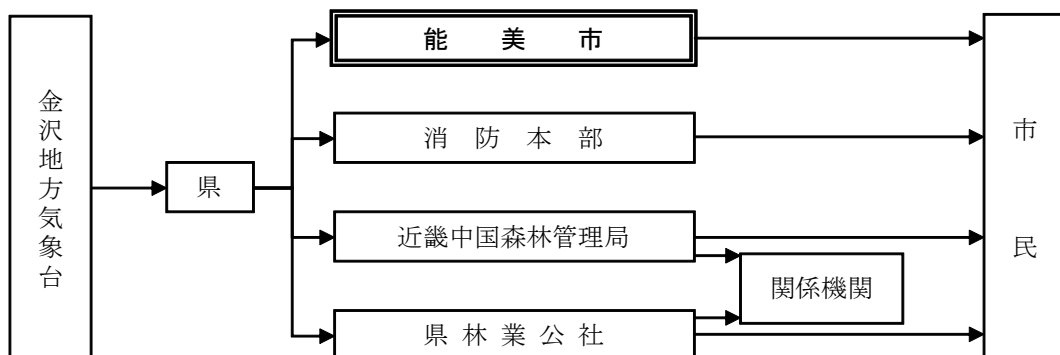 金沢地方気象台
県
能美市
消防本部
近畿中国森林管理局
県林業公社
関係機関
市民